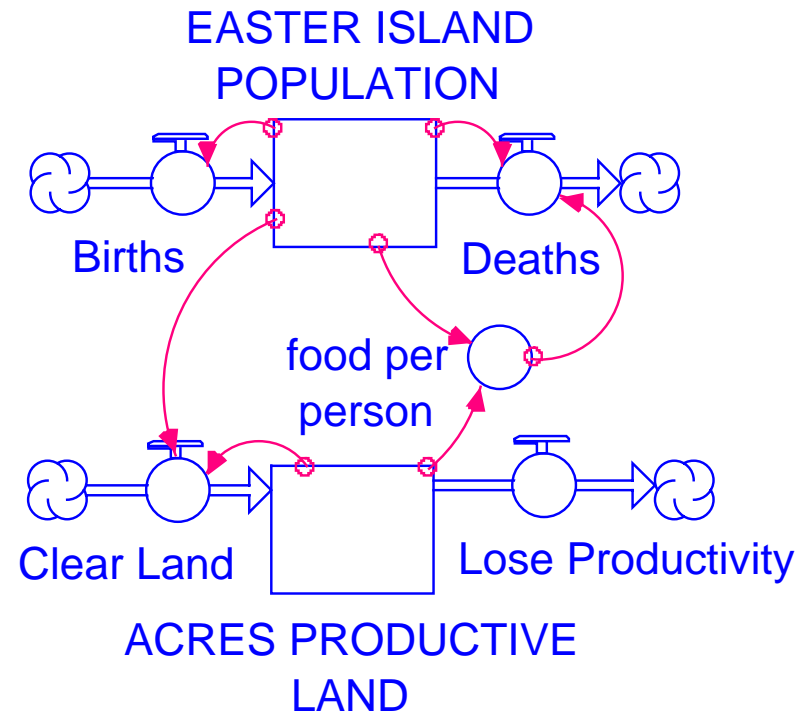 EASTER ISLAND
POPULATION
Births
Deaths
food per
person
Clear Land
Lose Productivity
ACRES PRODUCTIVE
LAND